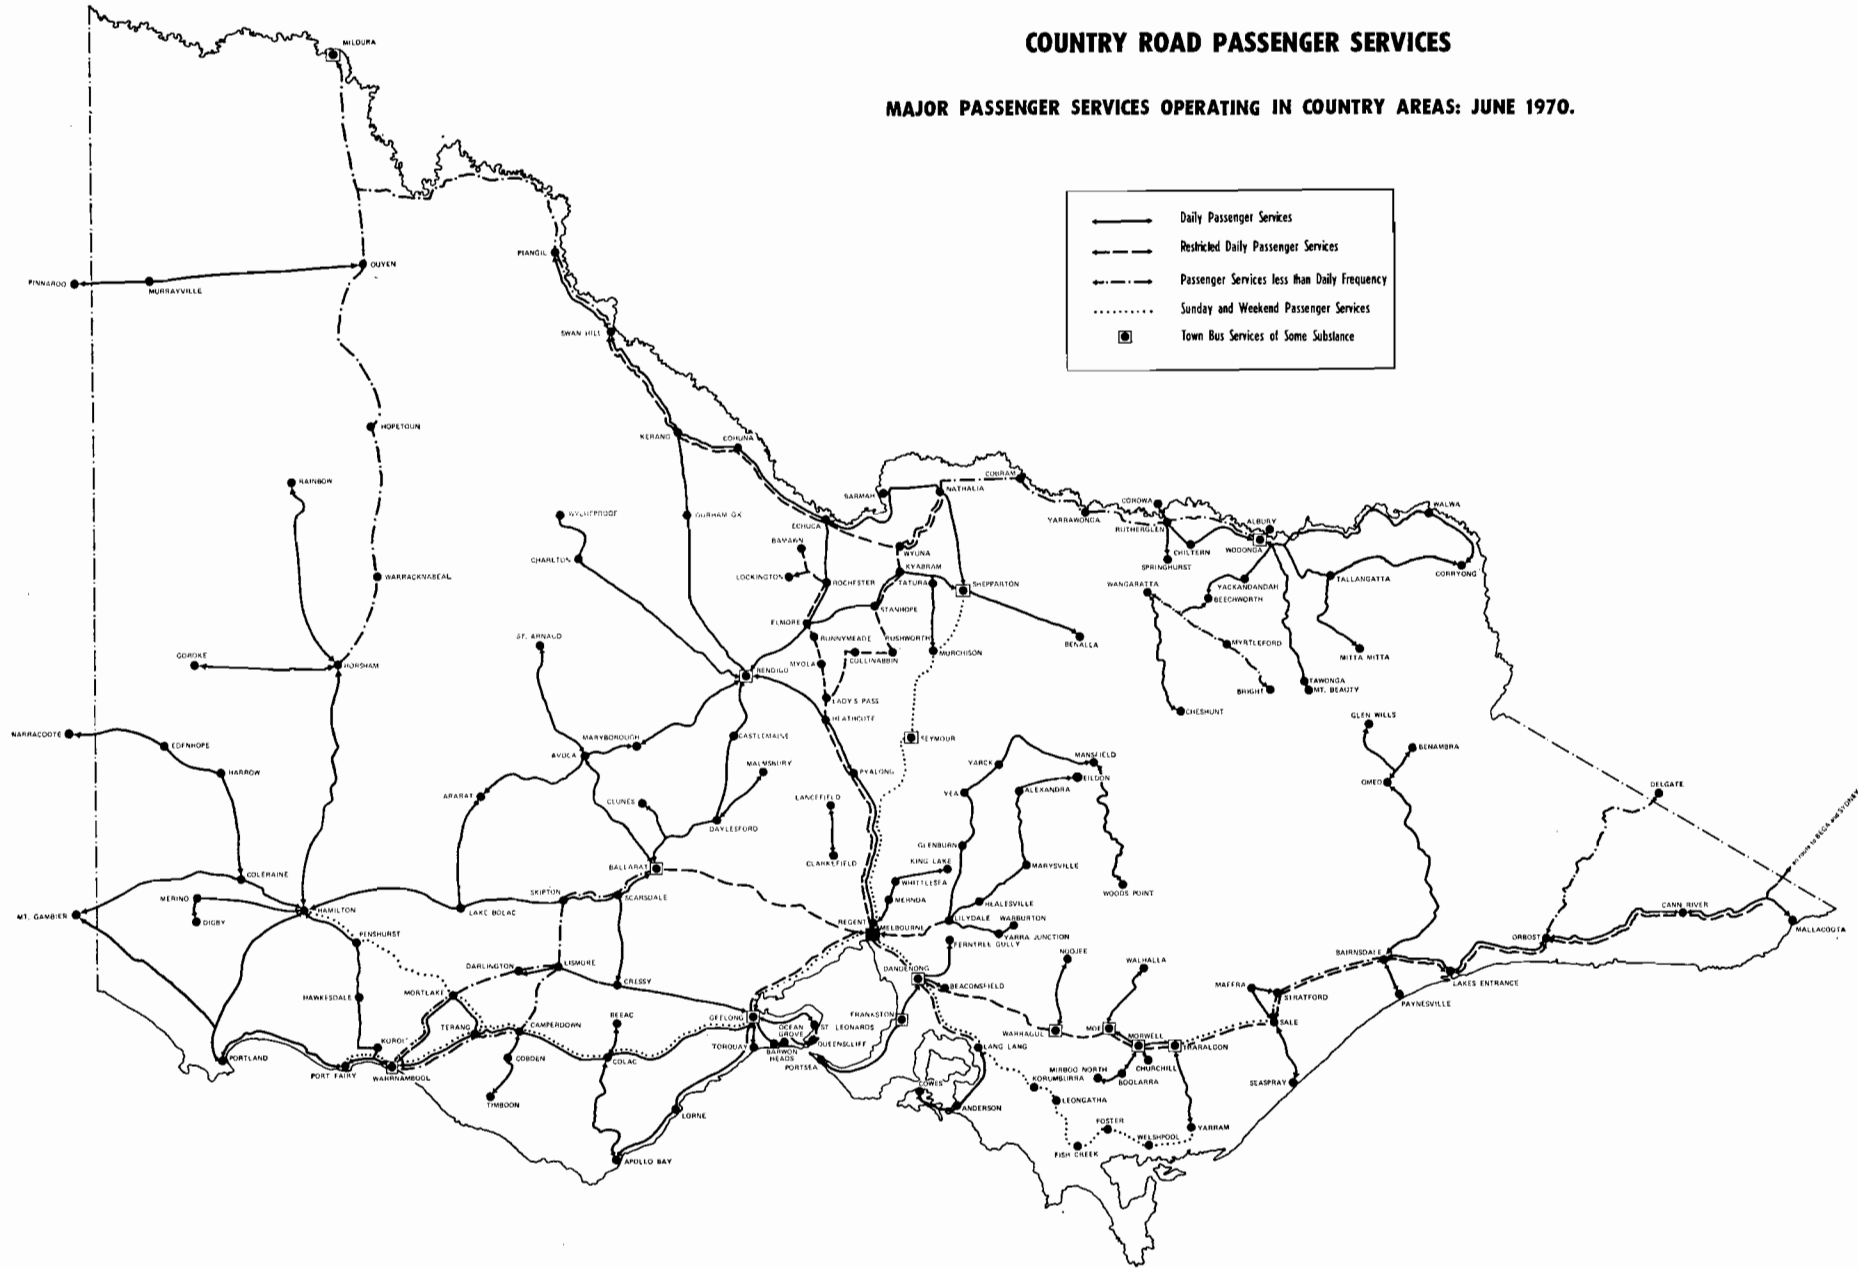 COUNTRY ROAD PASSENGER SERVICES
MAJOR PASSENGER SERVICES OPERATING IN COUNTRY AREAS: JUNE 1970.
Daily Passenger Services
Restricted Daily Passenger Services
Passenger Services less than Daily Frequency
Sunday and Weekend Passenger Services
Town Bus Services of Some Substance
MILDURA
PIANGIL
OUYEN
PINNAROO
MURRAYVILLE
SWAN HILL
HOPETOUN
KERANG
COHUNA
RAINBOW
BARMAH
NATHALIA
COBRAM
YARRAWONGA
COROWA
RUTHERGLEN
ALBURY
WODONGA
WALWA
WYCHEPROOF
DURHAM OX
ECHUCA
BAMAWN
WYUNA
CHILTERN
SPRINGHURST
CHARLTON
LOCKINGTON
ROCHESTER
KYABRAM
TATURA
SHEPPARTON
WANGARATTA
YACKANDANDAH
BEECHWORTH
TALLANGATTA
CORRYONG
WARRACKNABEAL
STANHOPE
ELMORE
RUNNYMEADE
RUSHWORTH
ST. ARNAUD
MURCHISON
BENALLA
MYRTLEFORD
MITTA MITTA
GOROKE
HORSHAM
MYOLA
COLLINABBIN
BENDIGO
BRIGHT
TAWONGA
MT. BEAUTY
LADY'S PASS
HEATHCOTE
CHESHUNT
GLEN WILLS
NARRACOOTE
EDENHOPE
MARYBOROUGH
CASTLEMAINE
SEYMOUR
BENAMBRA
AVOCA
MALMSBURY
PYALONG
YARCK
MANSFIELD
EILDON
HARROW
OMEO
DELGATE
ARARAT
CLUNES
LANCEFIELD
YEA
ALEXANDRA
en route to BEGA and SYDNEY
DAYLESFORD
GLENBURN
CLARKEFIELD
KING LAKE
MARYSVILLE
BALLARAT
COLERAINE
WHITTLESEA
WOODS POINT
MERINO
SKIPTON
SCARSDALE
MERNDA
HEALESVILLE
MT. GAMBIER
DIGBY
HAMILTON
LAKE BOLAC
REGENT
MELBOURNE
LILYDALE
WARBURTON
YARRA JUNCTION
CANN RIVER
MALLACOOTA
PENSHURST
FERNTREE GULLY
ORBOST
NOOJEE
WALHALLA
BAIRNSDALE
DARLINGTON
LISMORE
DANDENONG
CRESSY
BEACONSFIELD
LAKES ENTRANCE
MAFFRA
STRATFORD
PAYNESVILLE
HAWKESDALE
MORTLAKE
GEELONG
BEEAC
OCEAN GROVE
ST LEONARDS
FRANKSTON
SALE
TERANG
CAMPERDOWN
WARRAGUL
MOE
MORWELL
TRARALGON
KOROIT
QUEENSCLIFF
TORQUAY
BARWON HEADS
PORTSEA
LANG LANG
PORTLAND
COBDEN
COLAC
CHURCHILL
MIRBOO NORTH
BOOLARRA
PORT FAIRY
WARRNAMBOOL
COWES
KORUMBURRA
SEASPRAY
TIMBOON
LORNE
ANDERSON
LEONGATHA
FOSTER
YARRAM
WELSHPOOL
FISH CREEK
APOLLO BAY